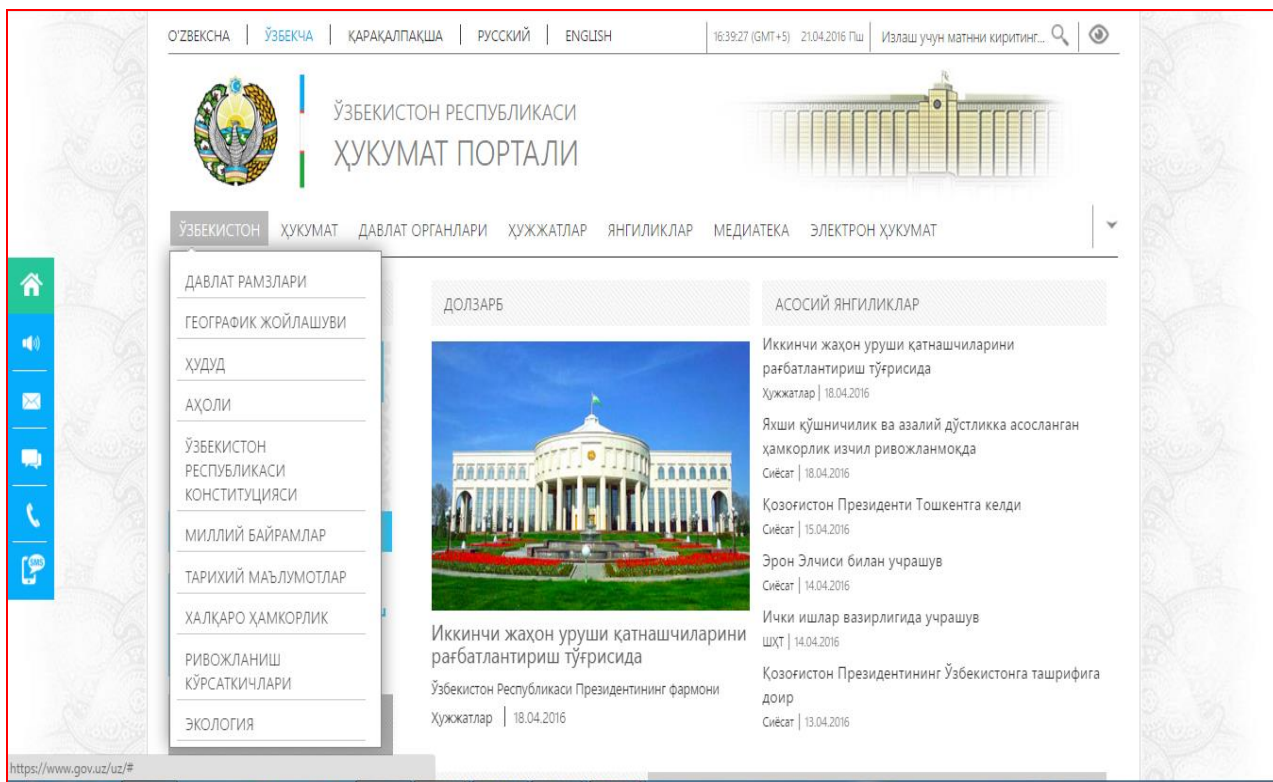 O'ZBEKCHA ЎЗБЕКЧА ҚАРАҚАЛПАҚША РУССКИЙ ENGLISH 16:39:27 (GMT+5) 21.04.2016 Пш Излаш учун матнни киритинг...
ЎЗБЕКИСТОН РЕСПУБЛИКАСИ
ҲУКУМАТ ПОРТАЛИ
ЎЗБЕКИСТОН ҲУКУМАТ ДАВЛАТ ОРГАНЛАРИ ҲУЖЖАТЛАР ЯНГИЛИКЛАР МЕДИАТЕКА ЭЛЕКТРОН ҲУКУМАТ
ДАВЛАТ РАМЗЛАРИ
ГЕОГРАФИК ЖОЙЛАШУВИ
ҲУДУД
АҲОЛИ
ЎЗБЕКИСТОН
РЕСПУБЛИКАСИ
КОНСТИТУЦИЯСИ
МИЛЛИЙ БАЙРАМЛАР
ТАРИХИЙ МАЪЛУМОТЛАР
ХАЛҚАРО ҲАМКОРЛИК
РИВОЖЛАНИШ
КЎРСАТКИЧЛАРИ
ЭКОЛОГИЯ
ДОЛЗАРБ
Иккинчи жаҳон уруши қатнашчиларини
рағбатлантириш тўғрисида
Ўзбекистон Республикаси Президентининг фармони
Ҳужжатлар 18.04.2016
АСОСИЙ ЯНГИЛИКЛАР
Иккинчи жаҳон уруши қатнашчиларини
рағбатлантириш тўғрисида
Ҳужжатлар 18.04.2016
Яхши қўшничилик ва азалий дўстликка асосланган
ҳамкорлик изчил ривожланмоқда
Сиёсат 18.04.2016
Қозоғистон Президенти Тошкентга келди
Сиёсат 15.04.2016
Эрон Элчиси билан учрашув
Сиёсат 14.04.2016
Ички ишлар вазирлигида учрашув
ШҲТ 14.04.2016
Қозоғистон Президентининг Ўзбекистонга ташрифига
доир
Сиёсат 13.04.2016
SMS
https://www.gov.uz/uz/#